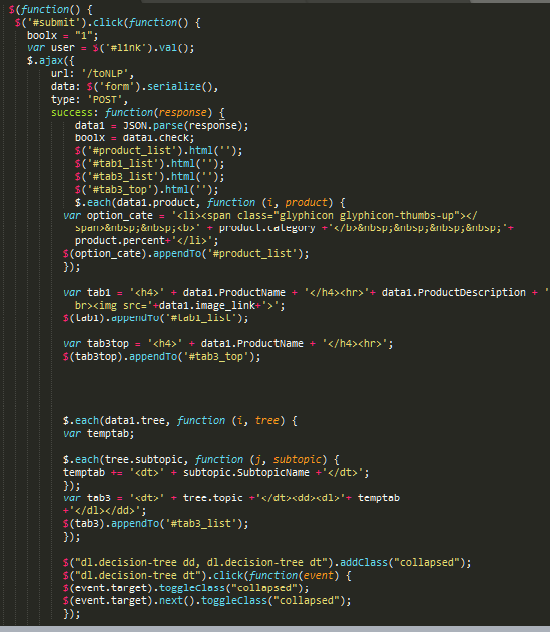 $(function() {
$('#submit').click(function() {
boolx = "1";
var user = $('#link').val();
$.ajax({
url: '/toNLP',
data: $('form').serialize(),
type: 'POST',
success: function(response) {
data1 = JSON.parse(response);
boolx = data1.check;
$('#product_list').html('');
$('#tab1_list').html('');
$('#tab3_list').html('');
$('#tab3_top').html('');
$.each(data1.product, function (i, product) {
var option_cate = '<li><span class="glyphicon glyphicon-thumbs-up"></
span>&nbsp;&nbsp;<b>' + product.category +'</b>&nbsp;&nbsp;&nbsp;&nbsp;'+
product.percent+'</li>';
$(option_cate).appendTo('#product_list');
});
var tab1 = '<h4>' + data1.ProductName + '</h4><hr>'+ data1.ProductDescription + '
br><img src='+data1.image_link+'>';
$(tab1).appendTo('#tab1_list');
var tab3top = '<h4>' + data1.ProductName + '</h4><hr>';
$(tab3top).appendTo('#tab3_top');
$.each(data1.tree, function (i, tree) {
var temptab;
$.each(tree.subtopic, function (j, subtopic) {
temptab += '<dt>' + subtopic.SubtopicName +'</dt>';
});
var tab3 = '<dt>' + tree.topic +'</dt><dd><dl>'+ temptab
+'</dl></dd>';
$(tab3).appendTo('#tab3_list');
});
$("dl.decision-tree dd, dl.decision-tree dt").addClass("collapsed");
$("dl.decision-tree dt").click(function(event) {
$(event.target).toggleClass("collapsed");
$(event.target).next().toggleClass("collapsed");
});